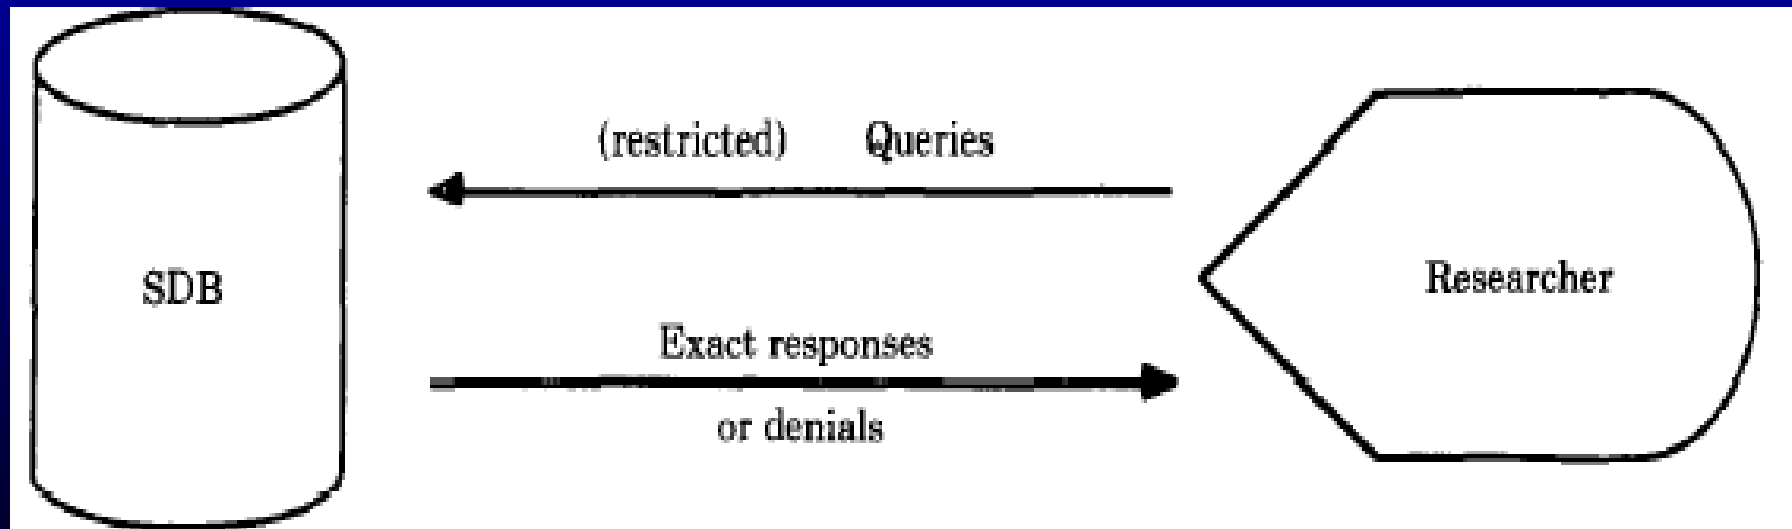 (restricted) Queries
SDB
Researcher
Exact responses
or denials